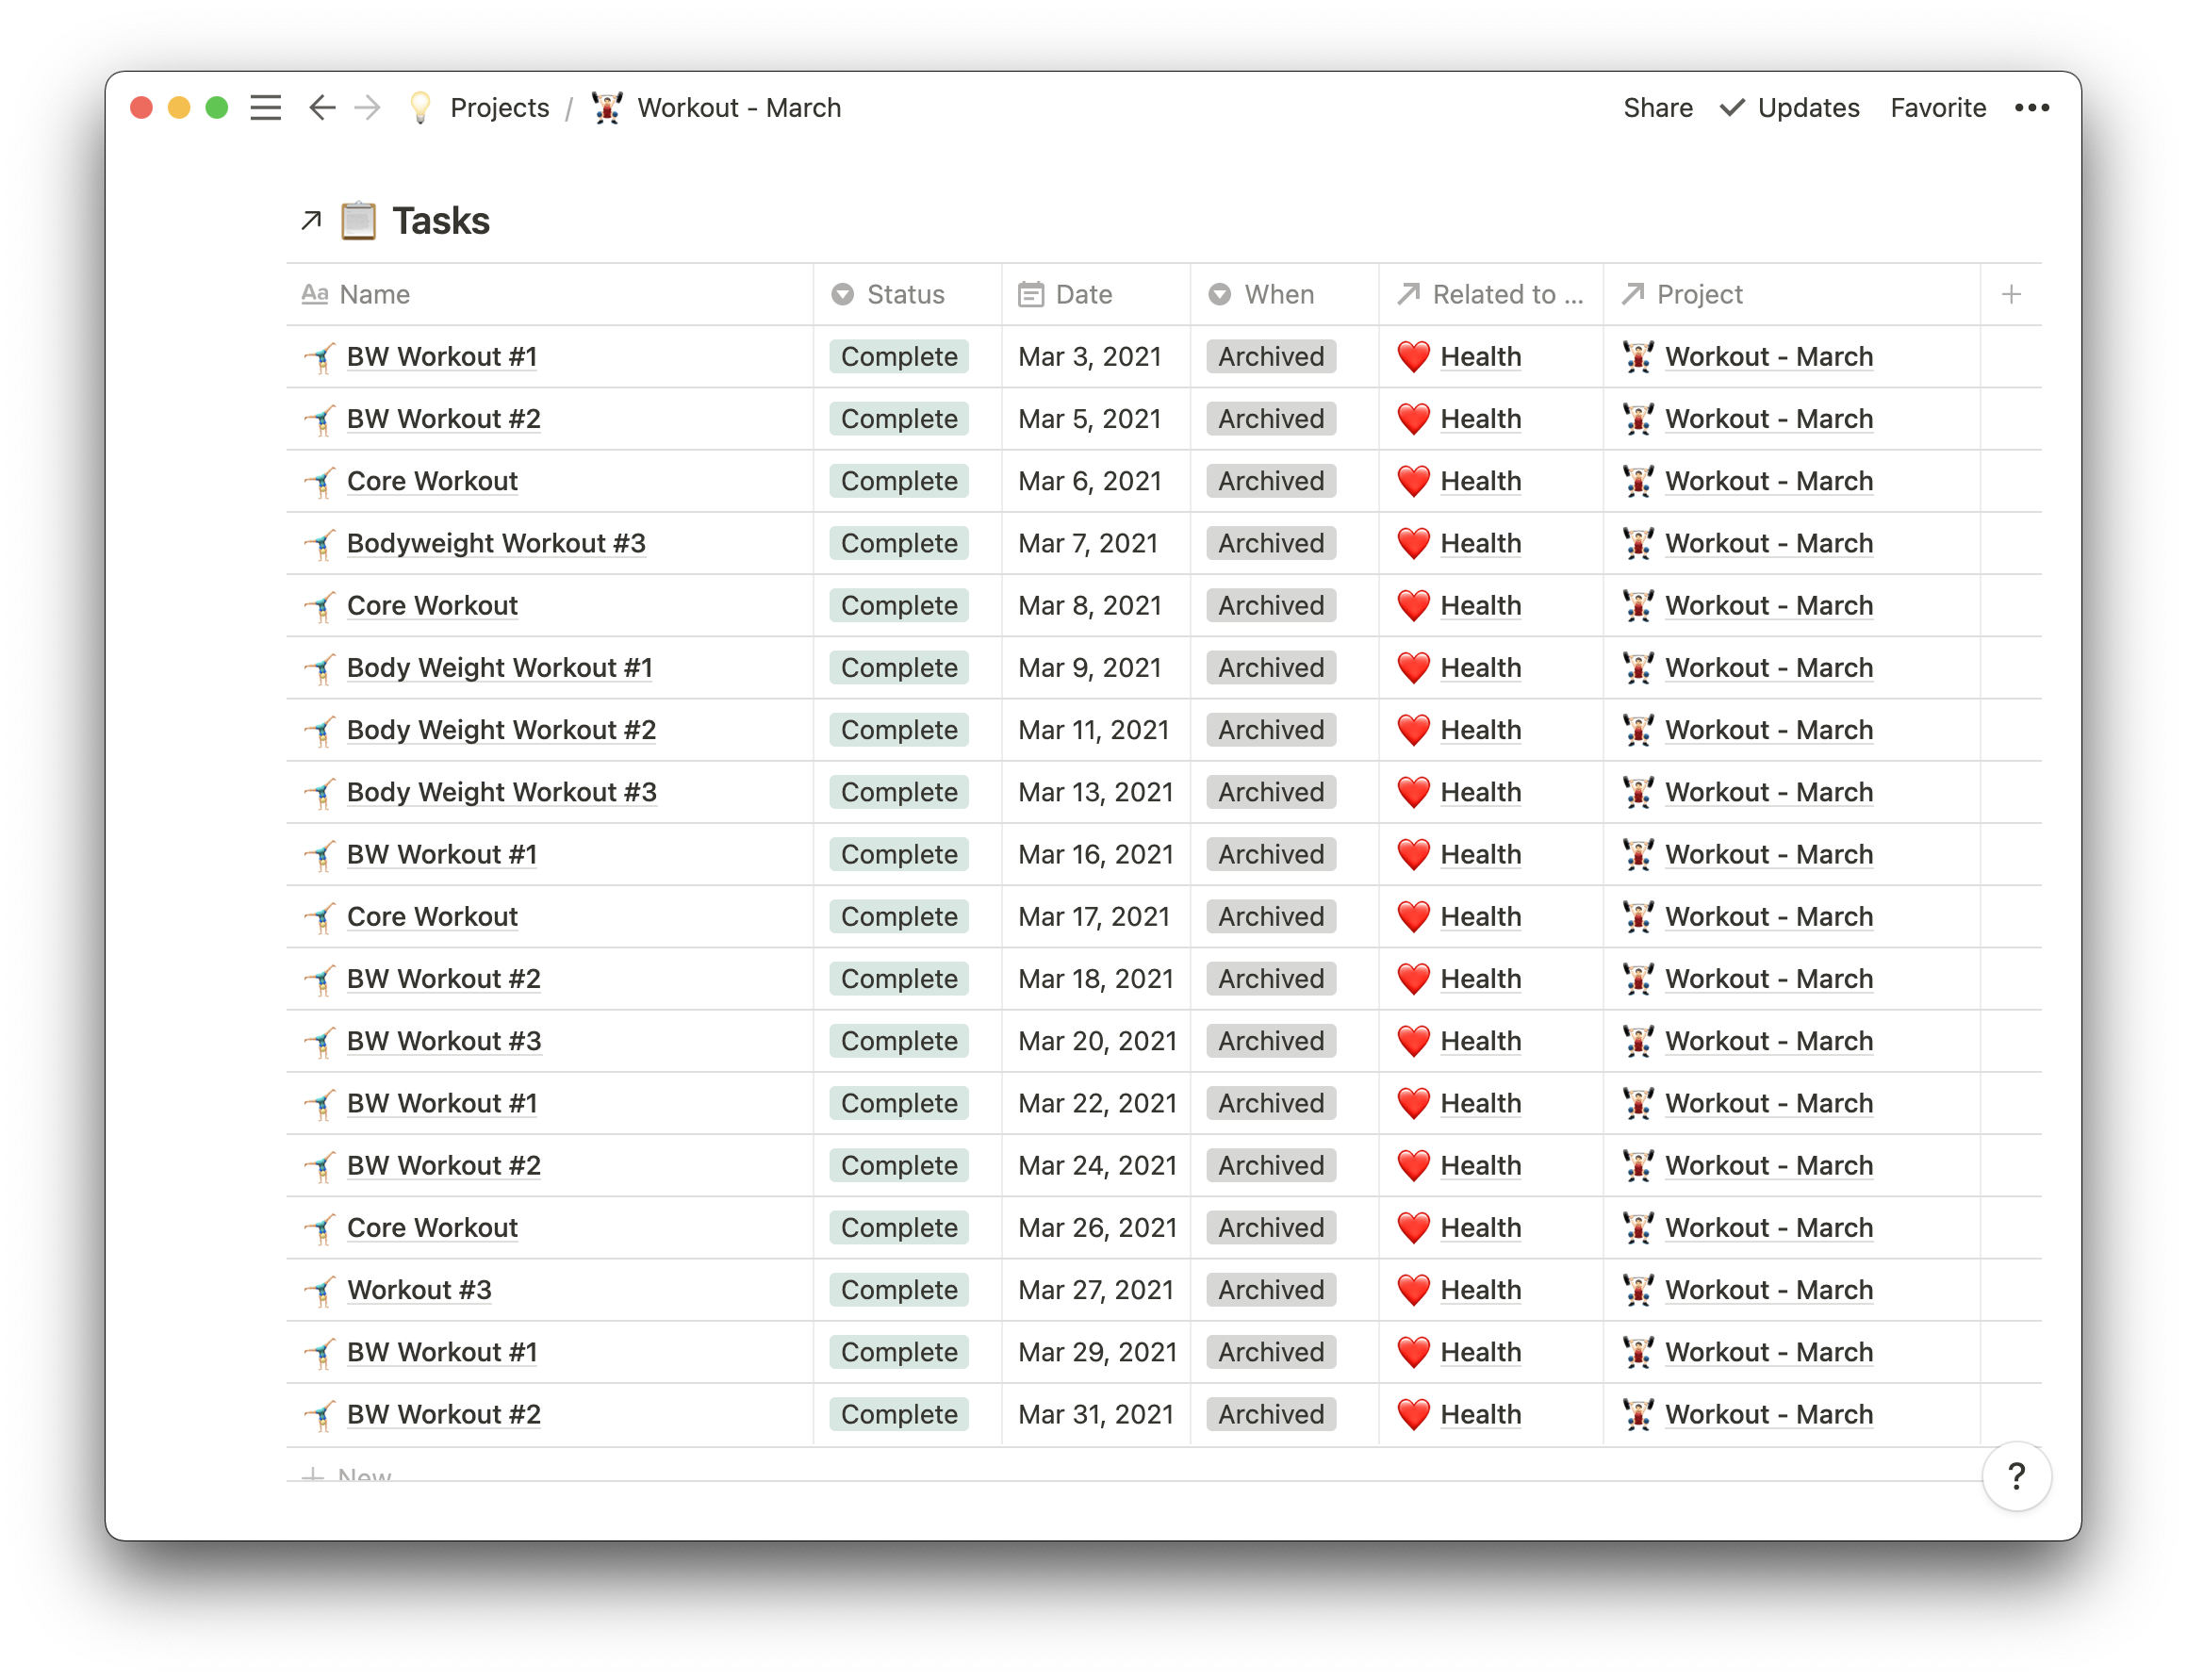 Projects / Workout - March Share Updates Favorite •••
Tasks
Aa Name Status Date When Related to ... Project +
BW Workout #1 Complete Mar 3, 2021 Archived Health Workout - March
BW Workout #2 Complete Mar 5, 2021 Archived Health Workout - March
Core Workout Complete Mar 6, 2021 Archived Health Workout - March
Bodyweight Workout #3 Complete Mar 7, 2021 Archived Health Workout - March
Core Workout Complete Mar 8, 2021 Archived Health Workout - March
Body Weight Workout #1 Complete Mar 9, 2021 Archived Health Workout - March
Body Weight Workout #2 Complete Mar 11, 2021 Archived Health Workout - March
Body Weight Workout #3 Complete Mar 13, 2021 Archived Health Workout - March
BW Workout #1 Complete Mar 16, 2021 Archived Health Workout - March
Core Workout Complete Mar 17, 2021 Archived Health Workout - March
BW Workout #2 Complete Mar 18, 2021 Archived Health Workout - March
BW Workout #3 Complete Mar 20, 2021 Archived Health Workout - March
BW Workout #1 Complete Mar 22, 2021 Archived Health Workout - March
BW Workout #2 Complete Mar 24, 2021 Archived Health Workout - March
Core Workout Complete Mar 26, 2021 Archived Health Workout - March
Workout #3 Complete Mar 27, 2021 Archived Health Workout - March
BW Workout #1 Complete Mar 29, 2021 Archived Health Workout - March
BW Workout #2 Complete Mar 31, 2021 Archived Health Workout - March
+ New
?